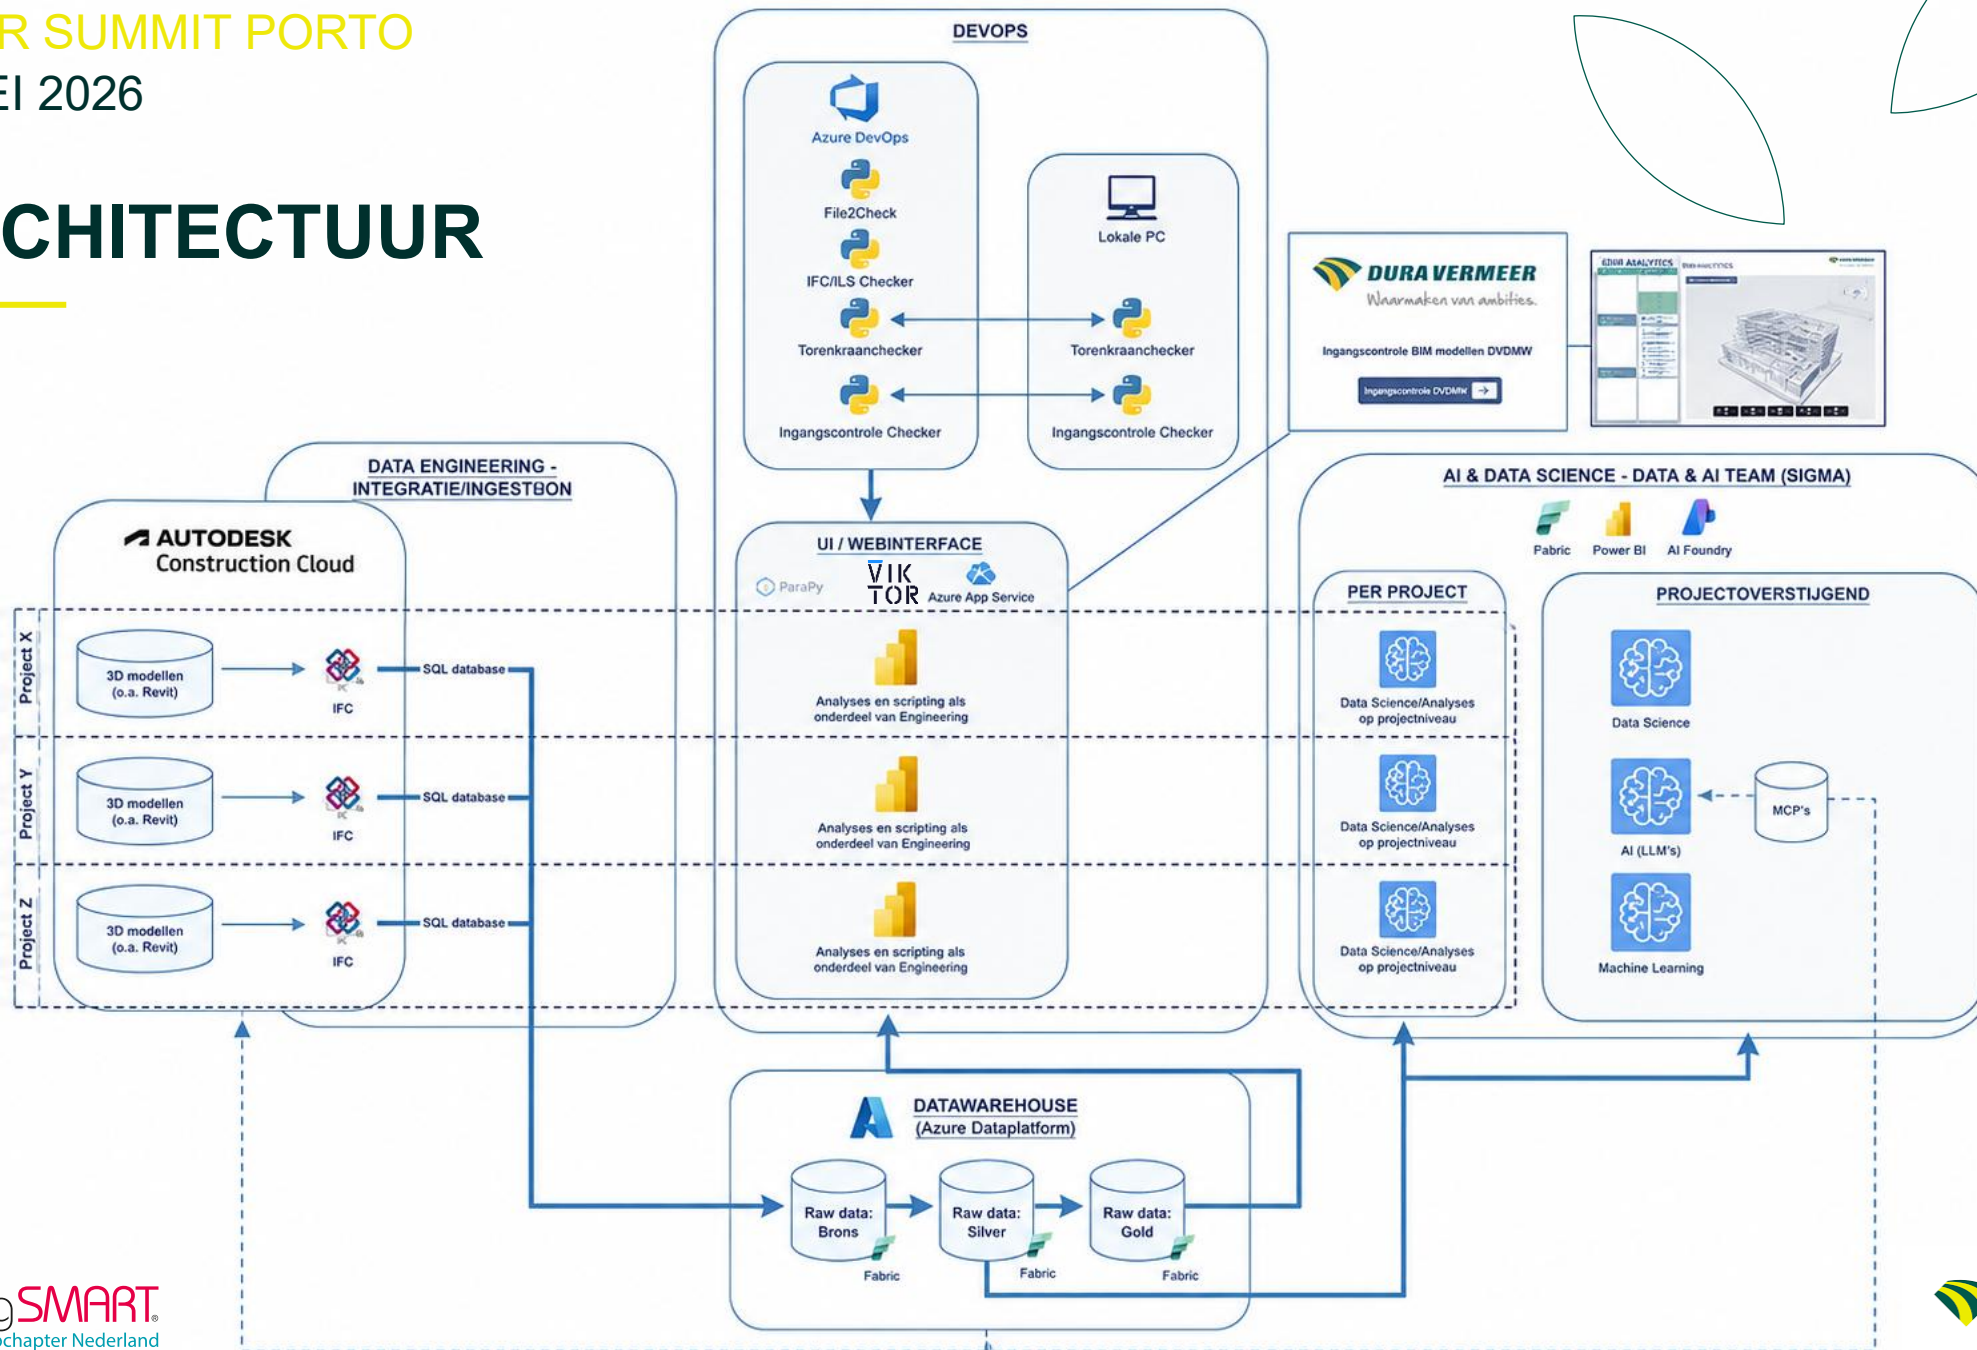 R SUMMIT PORTO
EI 2026
CHITECTUUR
DEVOPS
Azure DevOps
File2Check
IFC/ILS Checker
Torenkraanchecker
Ingangscontrole Checker
Lokale PC
Torenkraanchecker
Ingangscontrole Checker
DURA VERMEER
Waarmaken van ambities.
Ingangscontrole BIM modellen DVDMW
Ingangscontrole DVDMW
DATA ENGINEERING -
INTEGRATIE/INGESTBON
AUTODESK
Construction Cloud
UI / WEBINTERFACE
ParaPy
VIKTOR
Azure App Service
AI & DATA SCIENCE - DATA & AI TEAM (SIGMA)
Pabric
Power BI
AI Foundry
PER PROJECT
PROJECTOVERSTIJGEND
Project X
3D modellen
(o.a. Revit)
IFC
SQL database
Analyses en scripting als
onderdeel van Engineering
Data Science/Analyses
op projectniveau
Project Y
3D modellen
(o.a. Revit)
IFC
SQL database
Analyses en scripting als
onderdeel van Engineering
Data Science/Analyses
op projectniveau
Project Z
3D modellen
(o.a. Revit)
IFC
SQL database
Analyses en scripting als
onderdeel van Engineering
Data Science/Analyses
op projectniveau
Data Science
AI (LLM's)
MCP's
Machine Learning
DATAWAREHOUSE
(Azure Dataplatform)
Raw data:
Brons
Fabric
Raw data:
Silver
Fabric
Raw data:
Gold
Fabric
gSMART
chapter Nederland